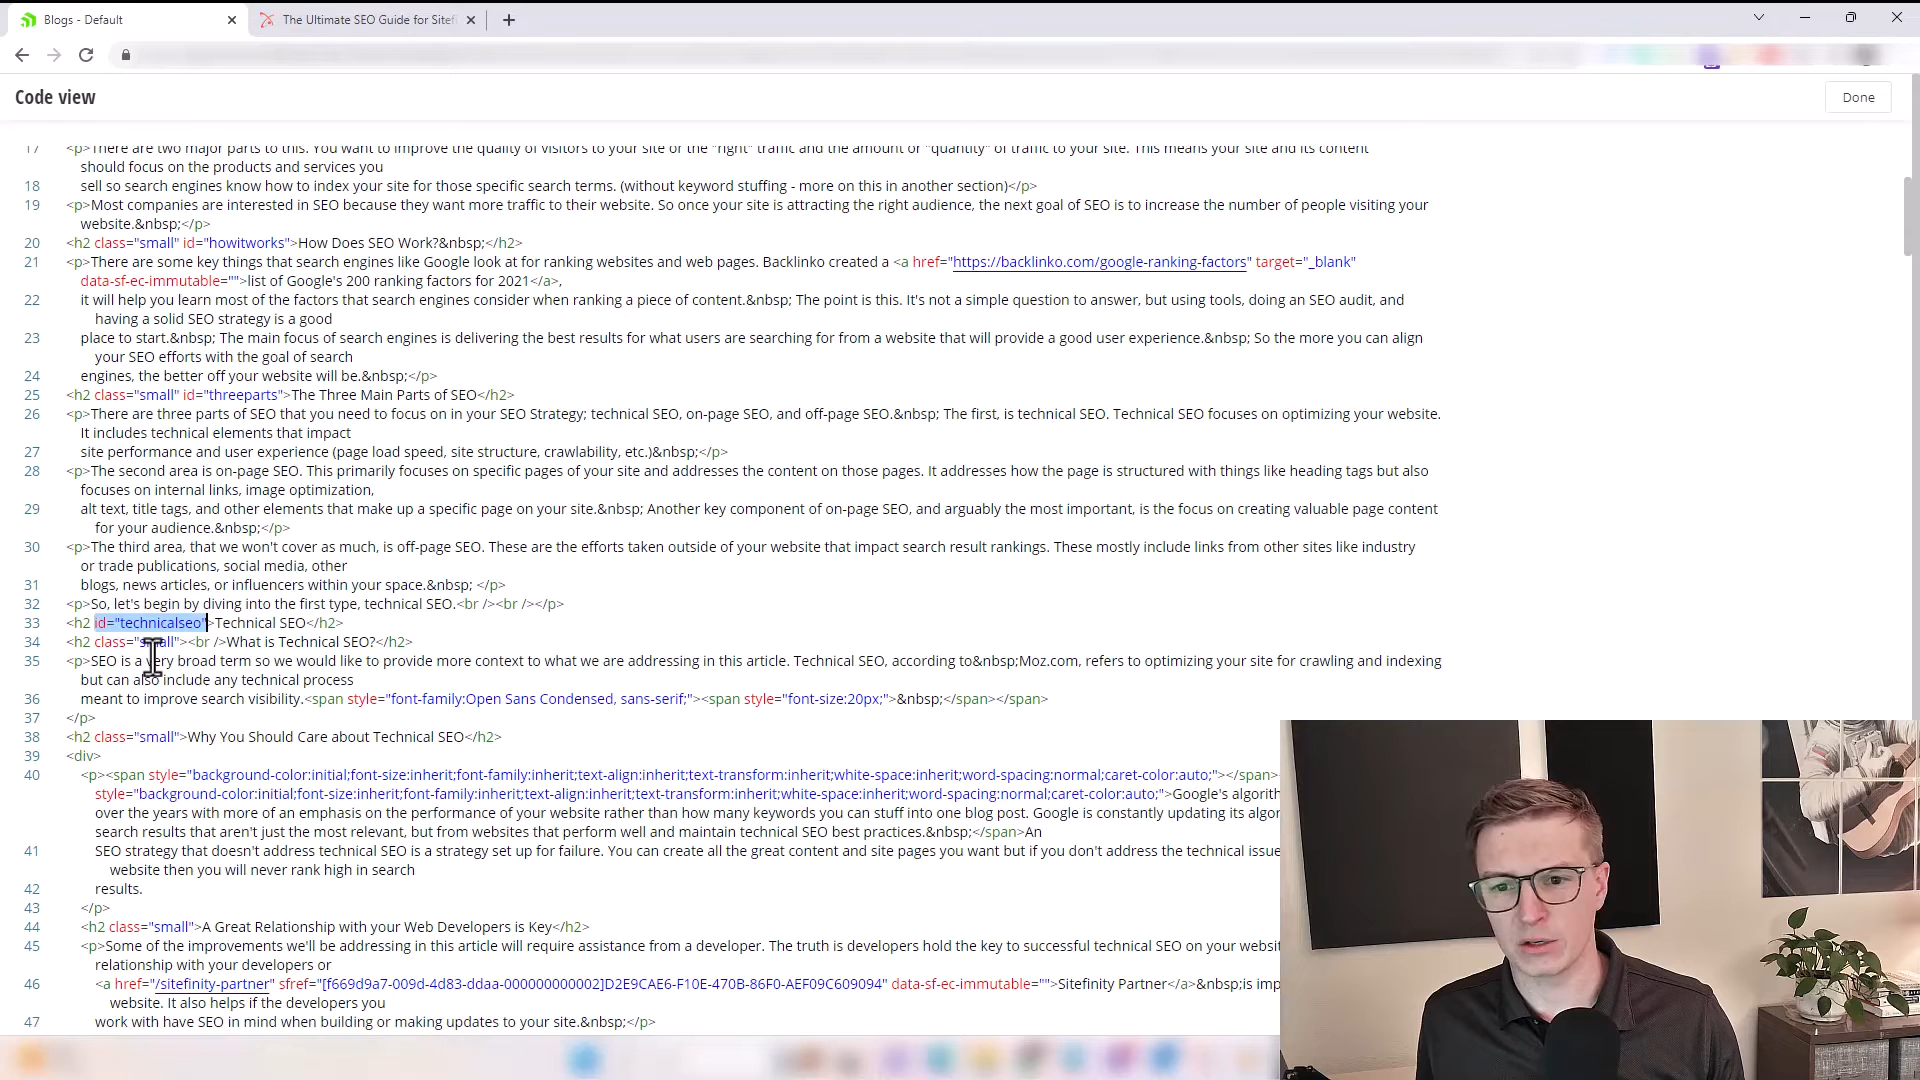 Blogs - Default
The Ultimate SEO Guide for Sitefi
Code view
Done
17 <p>There are two major parts to this. You want to improve the quality of visitors to your site or the "right" traffic and the amount or "quantity" of traffic to your site. This means your site and its content
should focus on the products and services you
18 sell so search engines know how to index your site for those specific search terms. (without keyword stuffing - more on this in another section)</p>
19 <p>Most companies are interested in SEO because they want more traffic to their website. So once your site is attracting the right audience, the next goal of SEO is to increase the number of people visiting your
website.&nbsp;</p>
20 <h2 class="small" id="howitworks">How Does SEO Work?&nbsp;</h2>
21 <p>There are some key things that search engines like Google look at for ranking websites and web pages. Backlinko created a <a href="https://backlinko.com/google-ranking-factors" target="_blank"
data-sf-ec-immutable="">list of Google's 200 ranking factors for 2021</a>,
22 it will help you learn most of the factors that search engines consider when ranking a piece of content.&nbsp; The point is this. It's not a simple question to answer, but using tools, doing an SEO audit, and
having a solid SEO strategy is a good
23 place to start.&nbsp; The main focus of search engines is delivering the best results for what users are searching for from a website that will provide a good user experience.&nbsp; So the more you can align
your SEO efforts with the goal of search
24 engines, the better off your website will be.&nbsp;</p>
25 <h2 class="small" id="threeparts">The Three Main Parts of SEO</h2>
26 <p>There are three parts of SEO that you need to focus on in your SEO Strategy; technical SEO, on-page SEO, and off-page SEO.&nbsp; The first, is technical SEO. Technical SEO focuses on optimizing your website.
It includes technical elements that impact
27 site performance and user experience (page load speed, site structure, crawlability, etc.)&nbsp;</p>
28 <p>The second area is on-page SEO. This primarily focuses on specific pages of your site and addresses the content on those pages. It addresses how the page is structured with things like heading tags but also
focuses on internal links, image optimization,
29 alt text, title tags, and other elements that make up a specific page on your site.&nbsp; Another key component of on-page SEO, and arguably the most important, is the focus on creating valuable page content
for your audience.&nbsp;</p>
30 <p>The third area, that we won't cover as much, is off-page SEO. These are the efforts taken outside of your website that impact search result rankings. These mostly include links from other sites like industry
or trade publications, social media, other
31 blogs, news articles, or influencers within your space.&nbsp; </p>
32 <p>So, let's begin by diving into the first type, technical SEO.<br /><br /></p>
33 <h2 id="technicalseo">Technical SEO</h2>
34 <h2 class="small"><br />What is Technical SEO?</h2>
35 <p>SEO is a very broad term so we would like to provide more context to what we are addressing in this article. Technical SEO, according to&nbsp;Moz.com, refers to optimizing your site for crawling and indexing
but can also include any technical process
36 meant to improve search visibility.<span style="font-family:Open Sans Condensed, sans-serif;"><span style="font-size:20px;">&nbsp;</span></span>
37 </p>
38 <h2 class="small">Why You Should Care about Technical SEO</h2>
39 <div>
40 <p><span style="background-color:initial;font-size:inherit;font-family:inherit;text-align:inherit;text-transform:inherit;white-space:inherit;word-spacing:normal;caret-color:auto;"></span>
style="background-color:initial;font-size:inherit;font-family:inherit;text-align:inherit;text-transform:inherit;white-space:inherit;word-spacing:normal;caret-color:auto;">Google's algorith
over the years with more of an emphasis on the performance of your website rather than how many keywords you can stuff into one blog post. Google is constantly updating its algor
search results that aren't just the most relevant, but from websites that perform well and maintain technical SEO best practices.&nbsp;</span>An
41 SEO strategy that doesn't address technical SEO is a strategy set up for failure. You can create all the great content and site pages you want but if you don't address the technical issue
website then you will never rank high in search
42 results.
43 </p>
44 <h2 class="small">A Great Relationship with your Web Developers is Key</h2>
45 <p>Some of the improvements we'll be addressing in this article will require assistance from a developer. The truth is developers hold the key to successful technical SEO on your websit
relationship with your developers or
46 <a href="/sitefinity-partner" sfref="[f669d9a7-009d-4d83-ddaa-000000000002]D2E9CAE6-F10E-470B-86F0-AEF09C609094" data-sf-ec-immutable="">Sitefinity Partner</a>&nbsp;is imp
website. It also helps if the developers you
47 work with have SEO in mind when building or making updates to your site.&nbsp;</p>